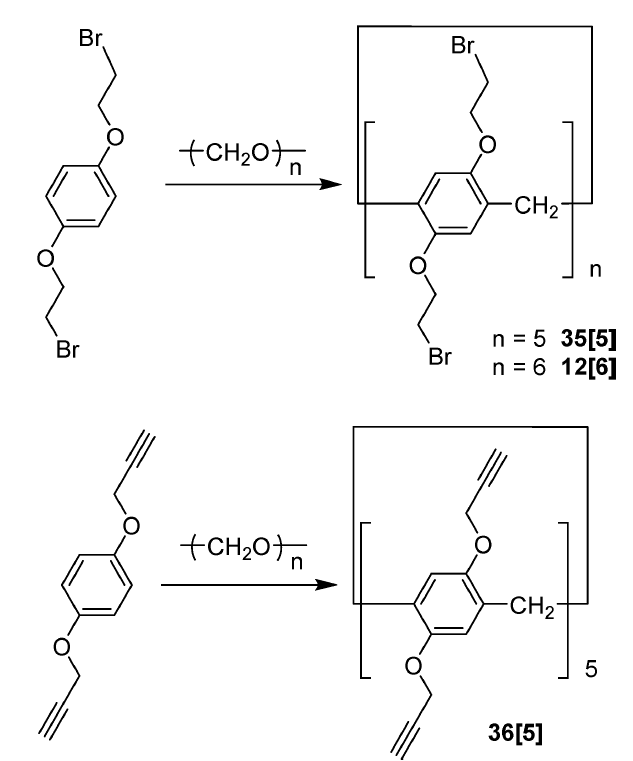 Br
Br
O
O
(CH₂O)n
O
CH₂
O
n
Br
Br
n = 5 35[5]
n = 6 12[6]
O
O
(CH₂O)n
O
CH₂
O
5
36[5]